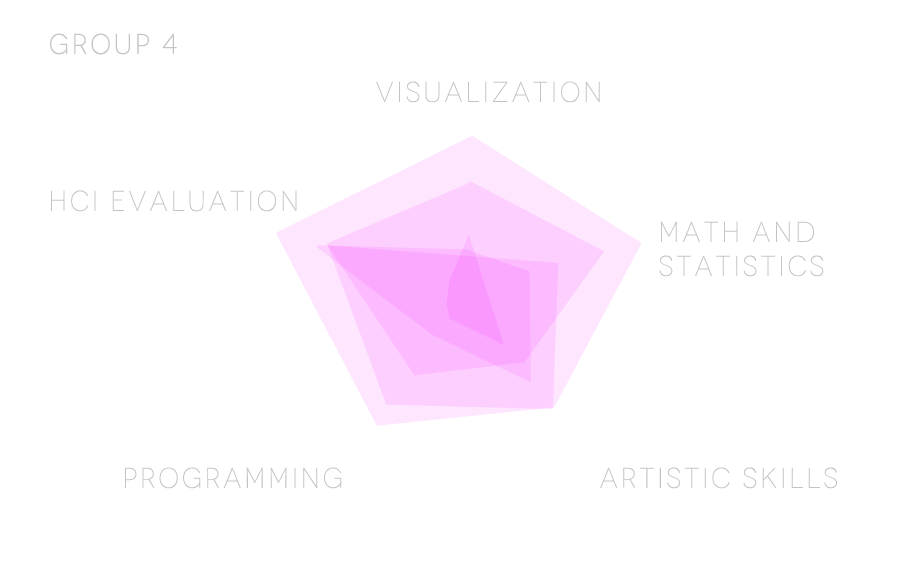 GROUP 4
VISUALIZATION
HCI EVALUATION
MATH AND
STATISTICS
PROGRAMMING
ARTISTIC SKILLS